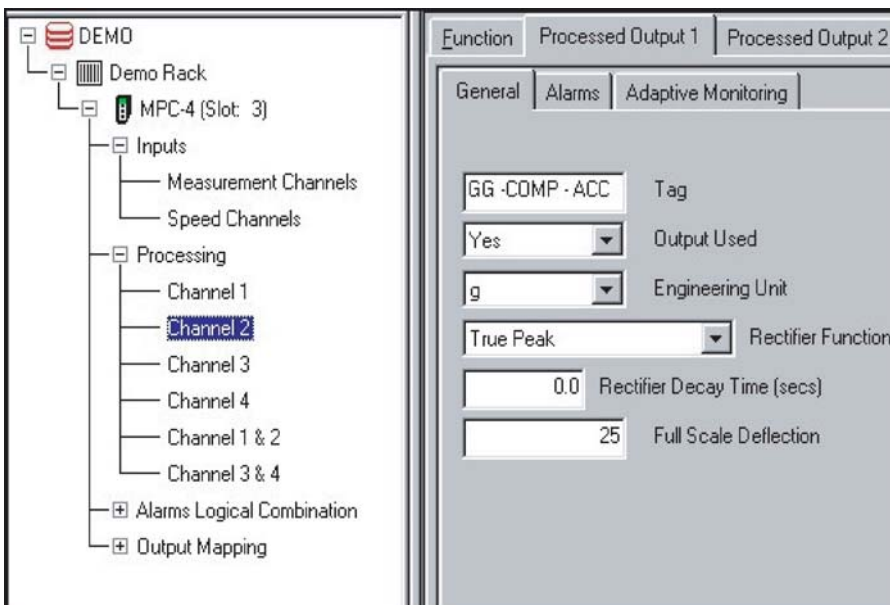 DEMO
Demo Rack
MPC-4 (Slot: 3)
Inputs
Measurement Channels
Speed Channels
Processing
Channel 1
Channel 2
Channel 3
Channel 4
Channel 1 & 2
Channel 3 & 4
Alarms Logical Combination
Output Mapping
Function Processed Output 1 Processed Output 2
General Alarms Adaptive Monitoring
GG -COMP - ACC Tag
Yes Output Used
g Engineering Unit
True Peak Rectifier Function
0.0 Rectifier Decay Time (secs)
25 Full Scale Deflection